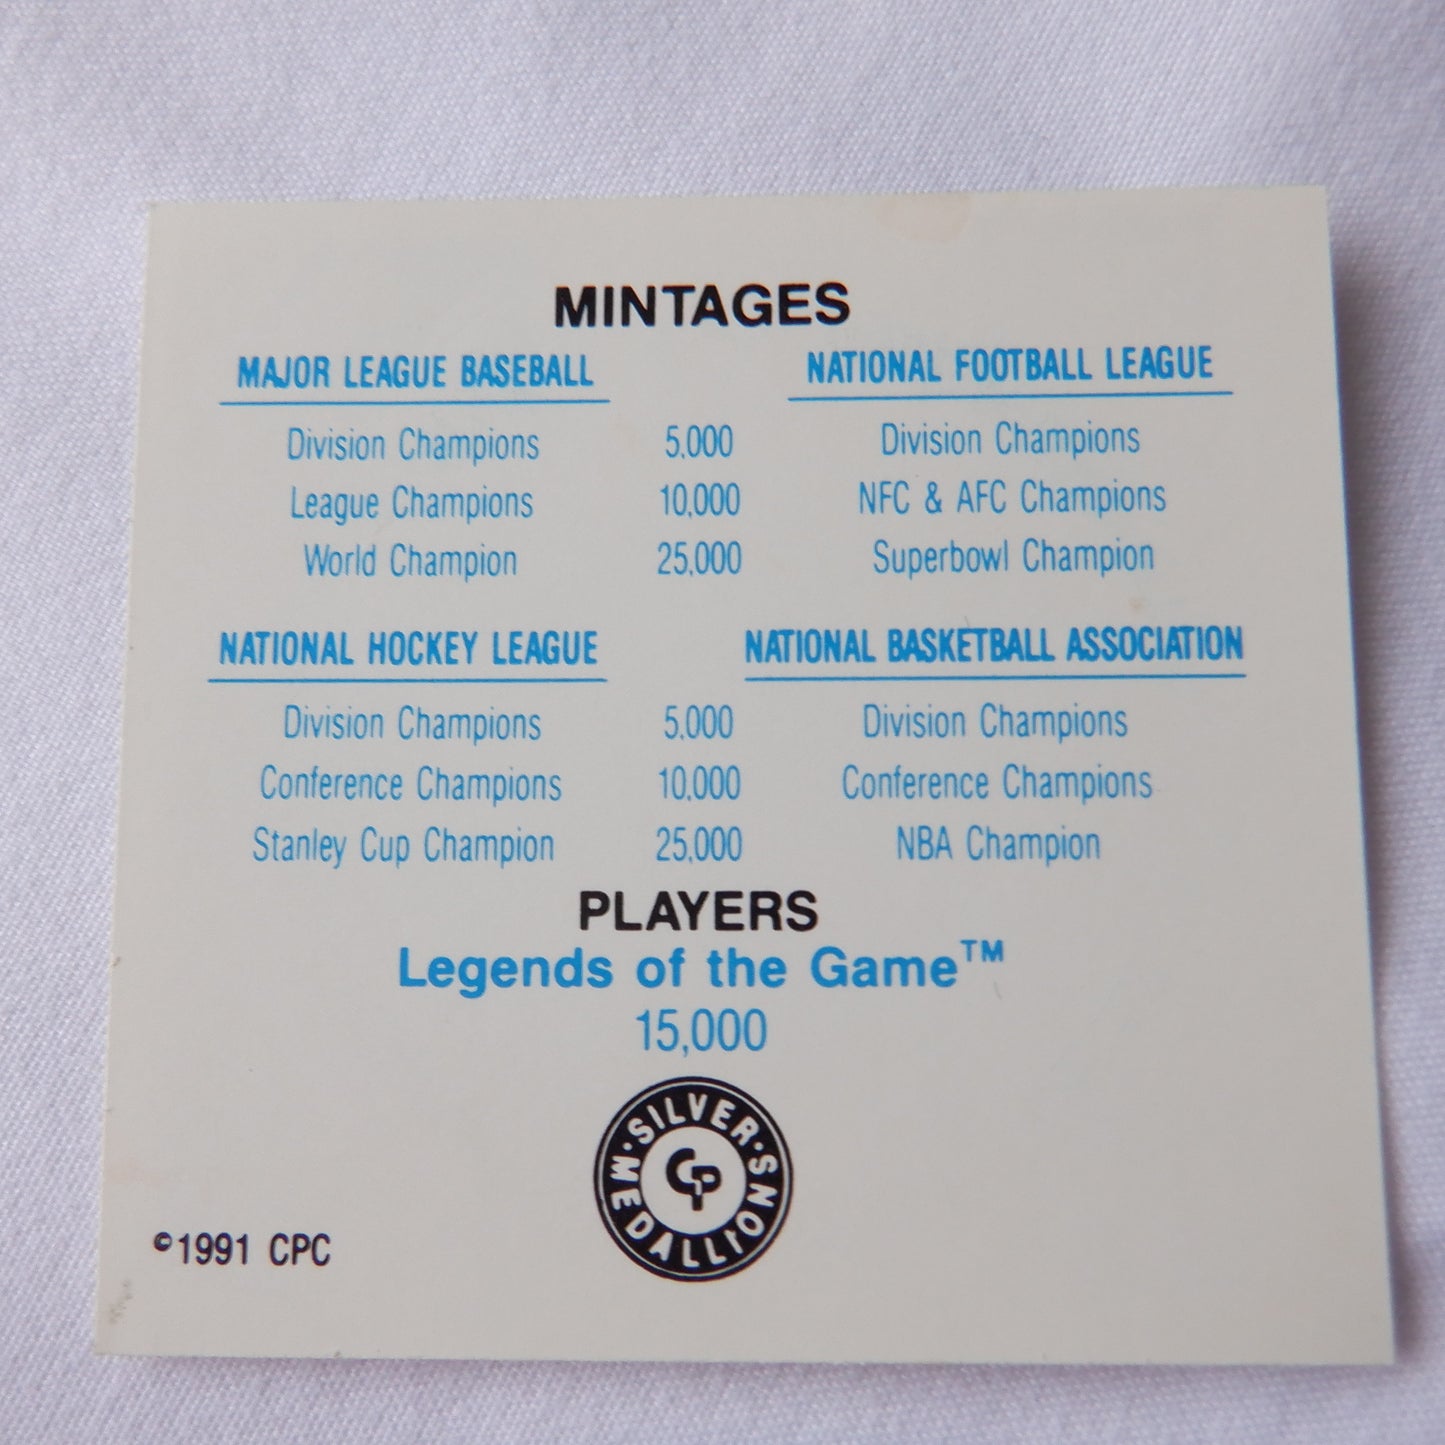 MINTAGES
MAJOR LEAGUE BASEBALL NATIONAL FOOTBALL LEAGUE
Division Champions 5,000 Division Champions
League Champions 10,000 NFC & AFC Champions
World Champion 25,000 Superbowl Champion
NATIONAL HOCKEY LEAGUE NATIONAL BASKETBALL ASSOCIATION
Division Champions 5,000 Division Champions
Conference Champions 10,000 Conference Champions
Stanley Cup Champion 25,000 NBA Champion
PLAYERS
Legends of the Game™
15,000
SILVER · MEDALLIONS ·
CP
©1991 CPC